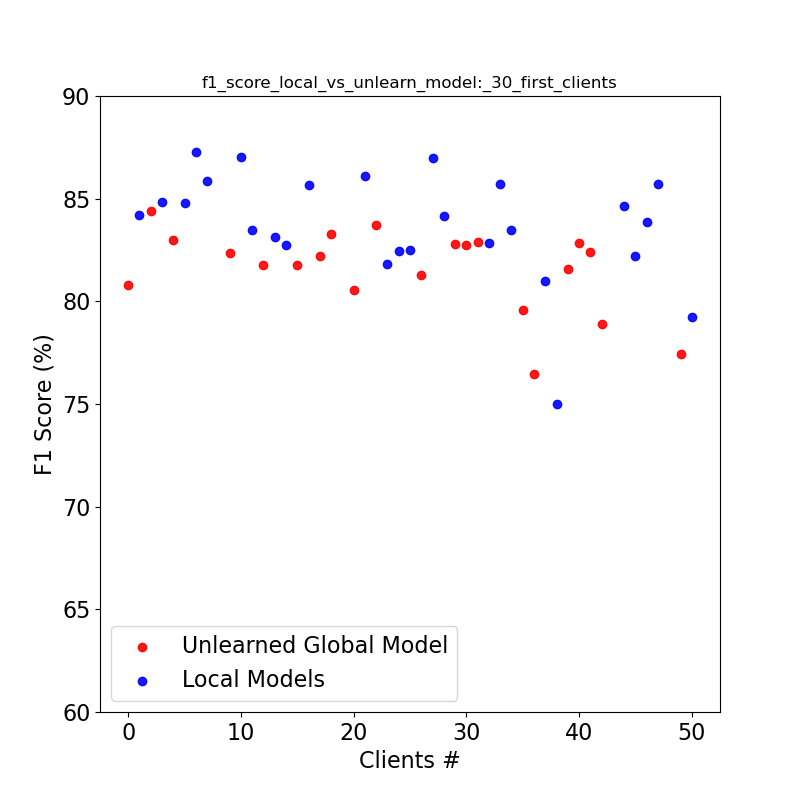 f1_score_local_vs_unlearn_model:_30_first_clients
90
85
80
75
70
65
60
F1 Score (%)
Unlearned Global Model
Local Models
0 10 20 30 40 50
Clients #